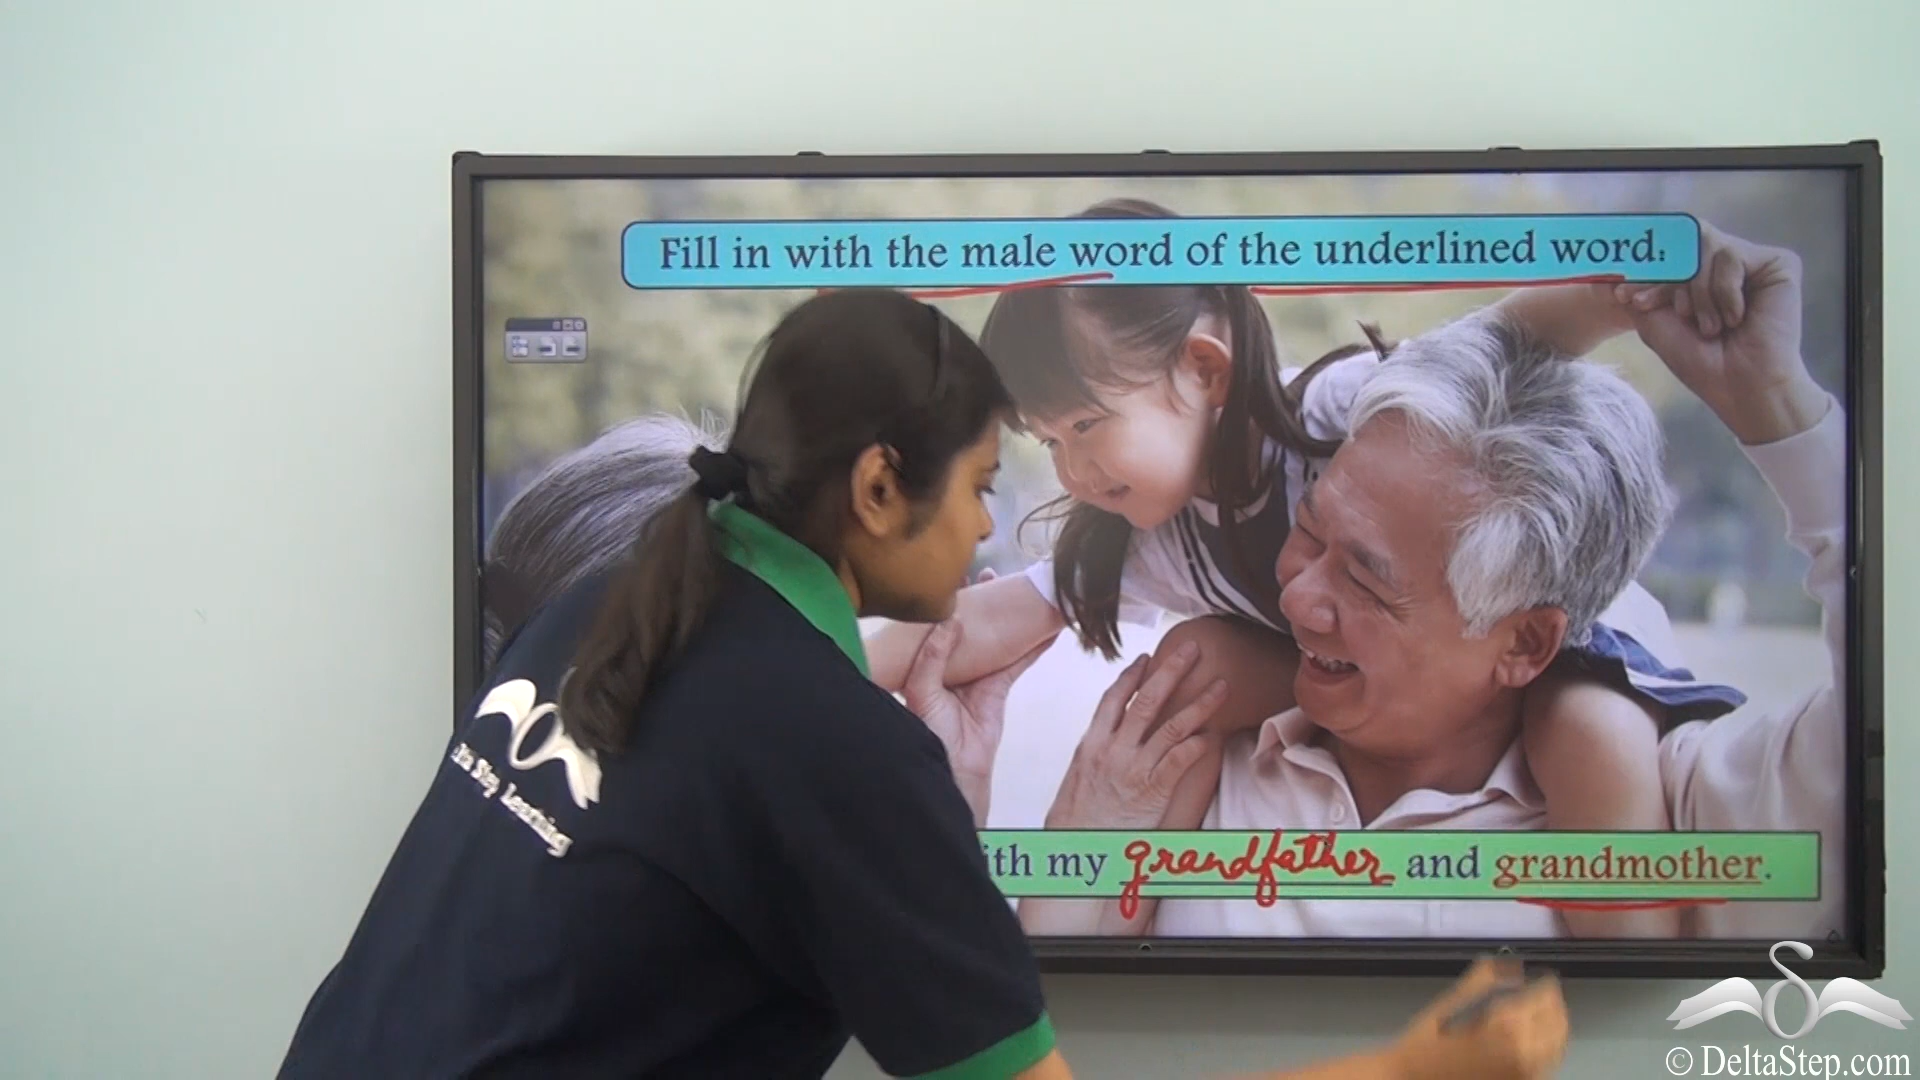 Fill in with the male word of the underlined word:
ith my grandfather and grandmother.
Step Learning
© DeltaStep.com